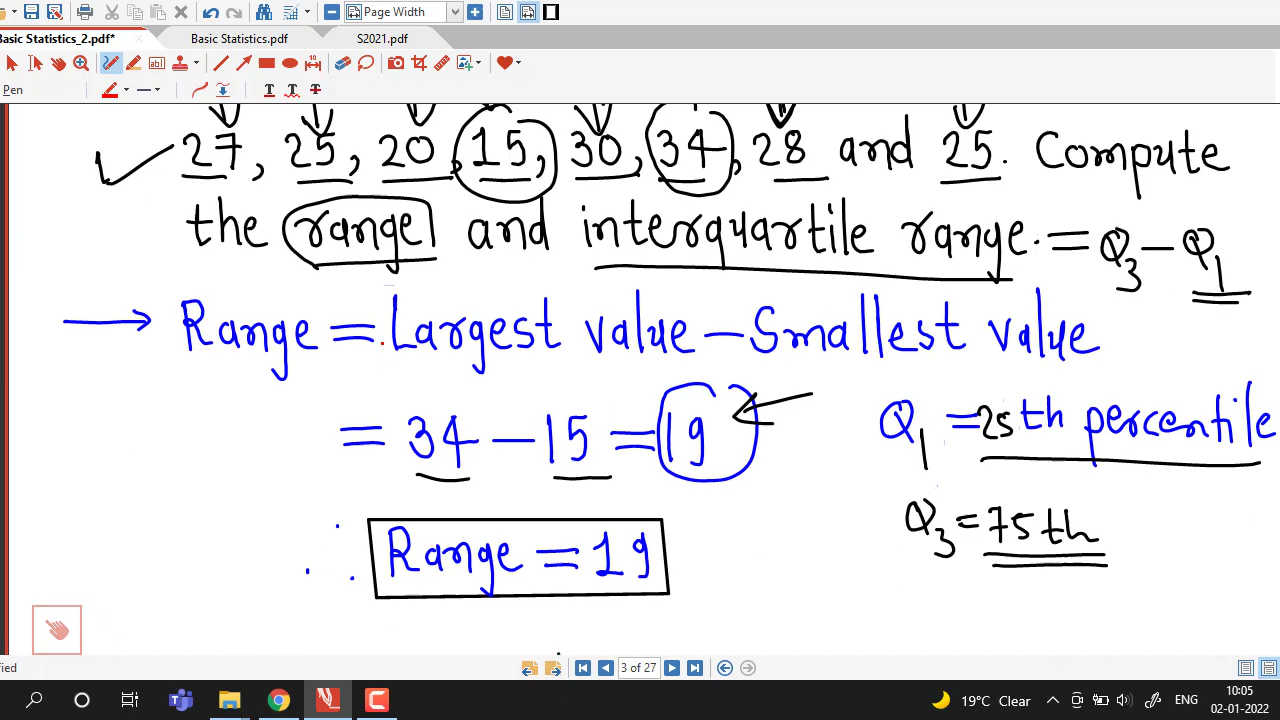 Page Width
Basic Statistics_2.pdf*
Basic Statistics.pdf
S2021.pdf
10
Pen
27, 25, 20, 15, 30, 34, 28 and 25. Compute
the range and interquartile range. = Q3 - Q1
Range = Largest value - Smallest value
= 34 - 15 = 19
Q1 = 25th percentile
Q3 = 75th
∴ Range = 19
fied
3 of 27
19°C Clear
ENG
10:05
02-01-2022